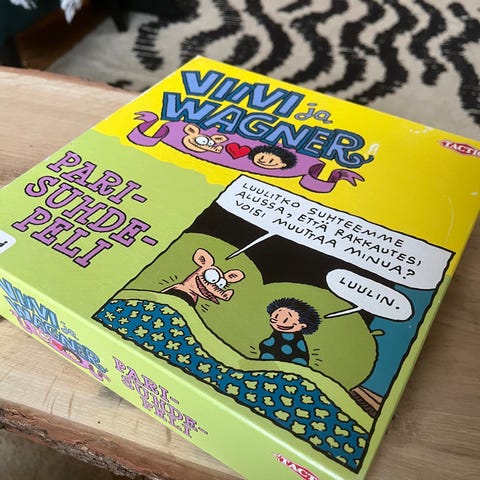 VIIVI ja
WAGNER
TACTIC
PARI-
SUHDE-
PELI
LUULITKO SUHTEEMME
ALUSSA, ETTÄ RAKKAUTESI
VOISI MUUTTAA MINUA?
LUULIN.
VIIVI ja
WAGNER
PARI-
SUHDE-
PELI
TACTIC